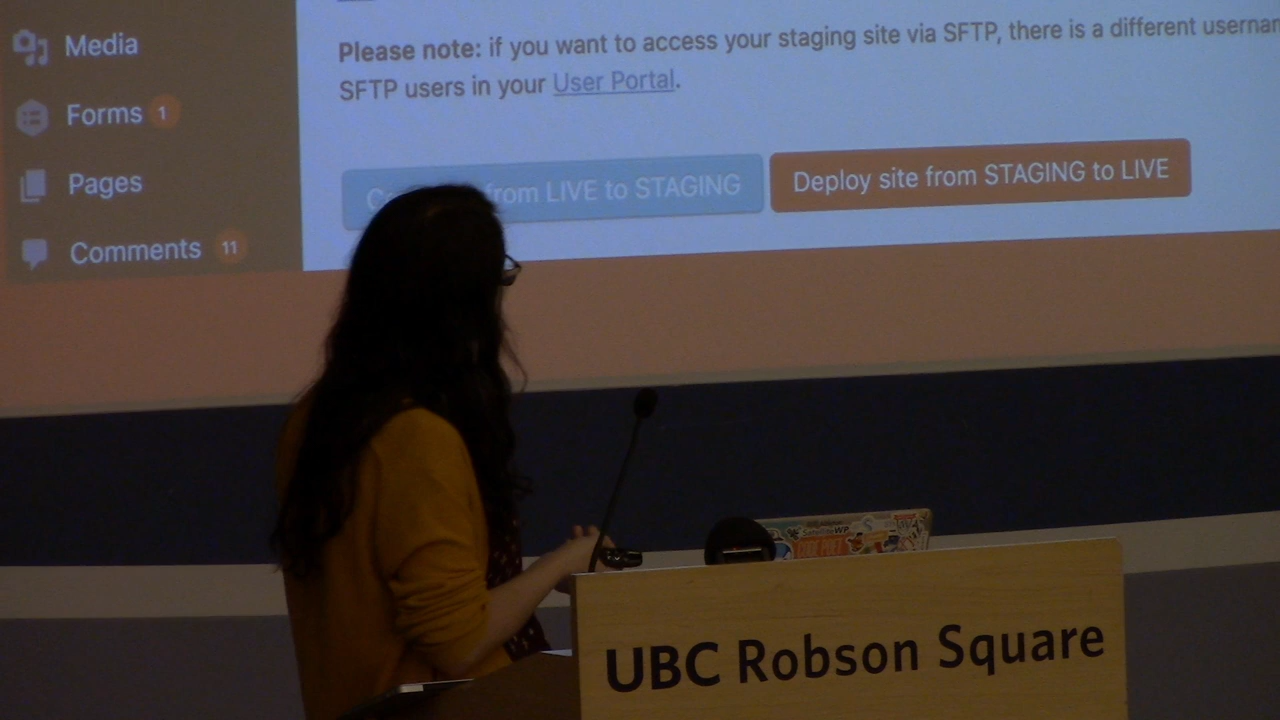 Media
Please note: if you want to access your staging site via SFTP, there is a different
SFTP users in your User Portal.
Forms 1
Pages
from LIVE to STAGING
Deploy site from STAGING to LIVE
Comments 11
SatelliteWP
UBC Robson Square